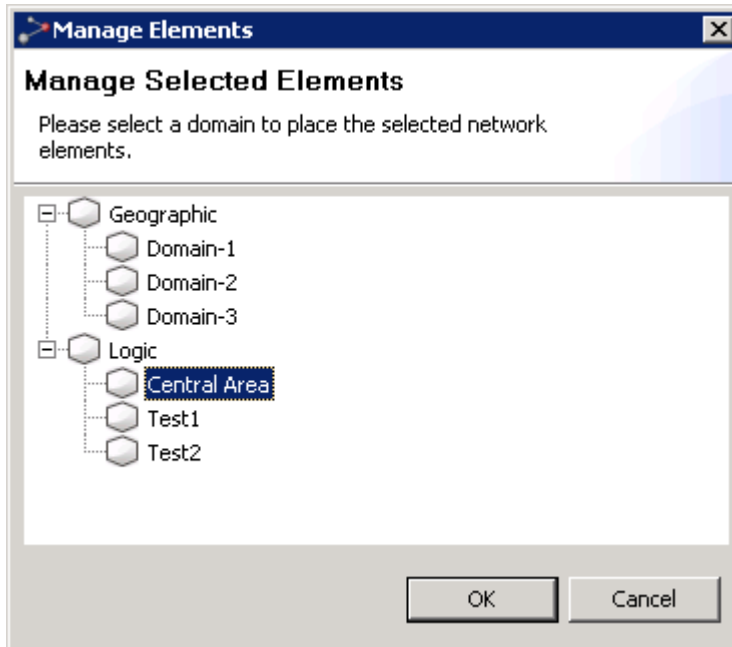 Manage Elements
Manage Selected Elements
Please select a domain to place the selected network
elements.
Geographic
Domain-1
Domain-2
Domain-3
Logic
Central Area
Test1
Test2
OK Cancel